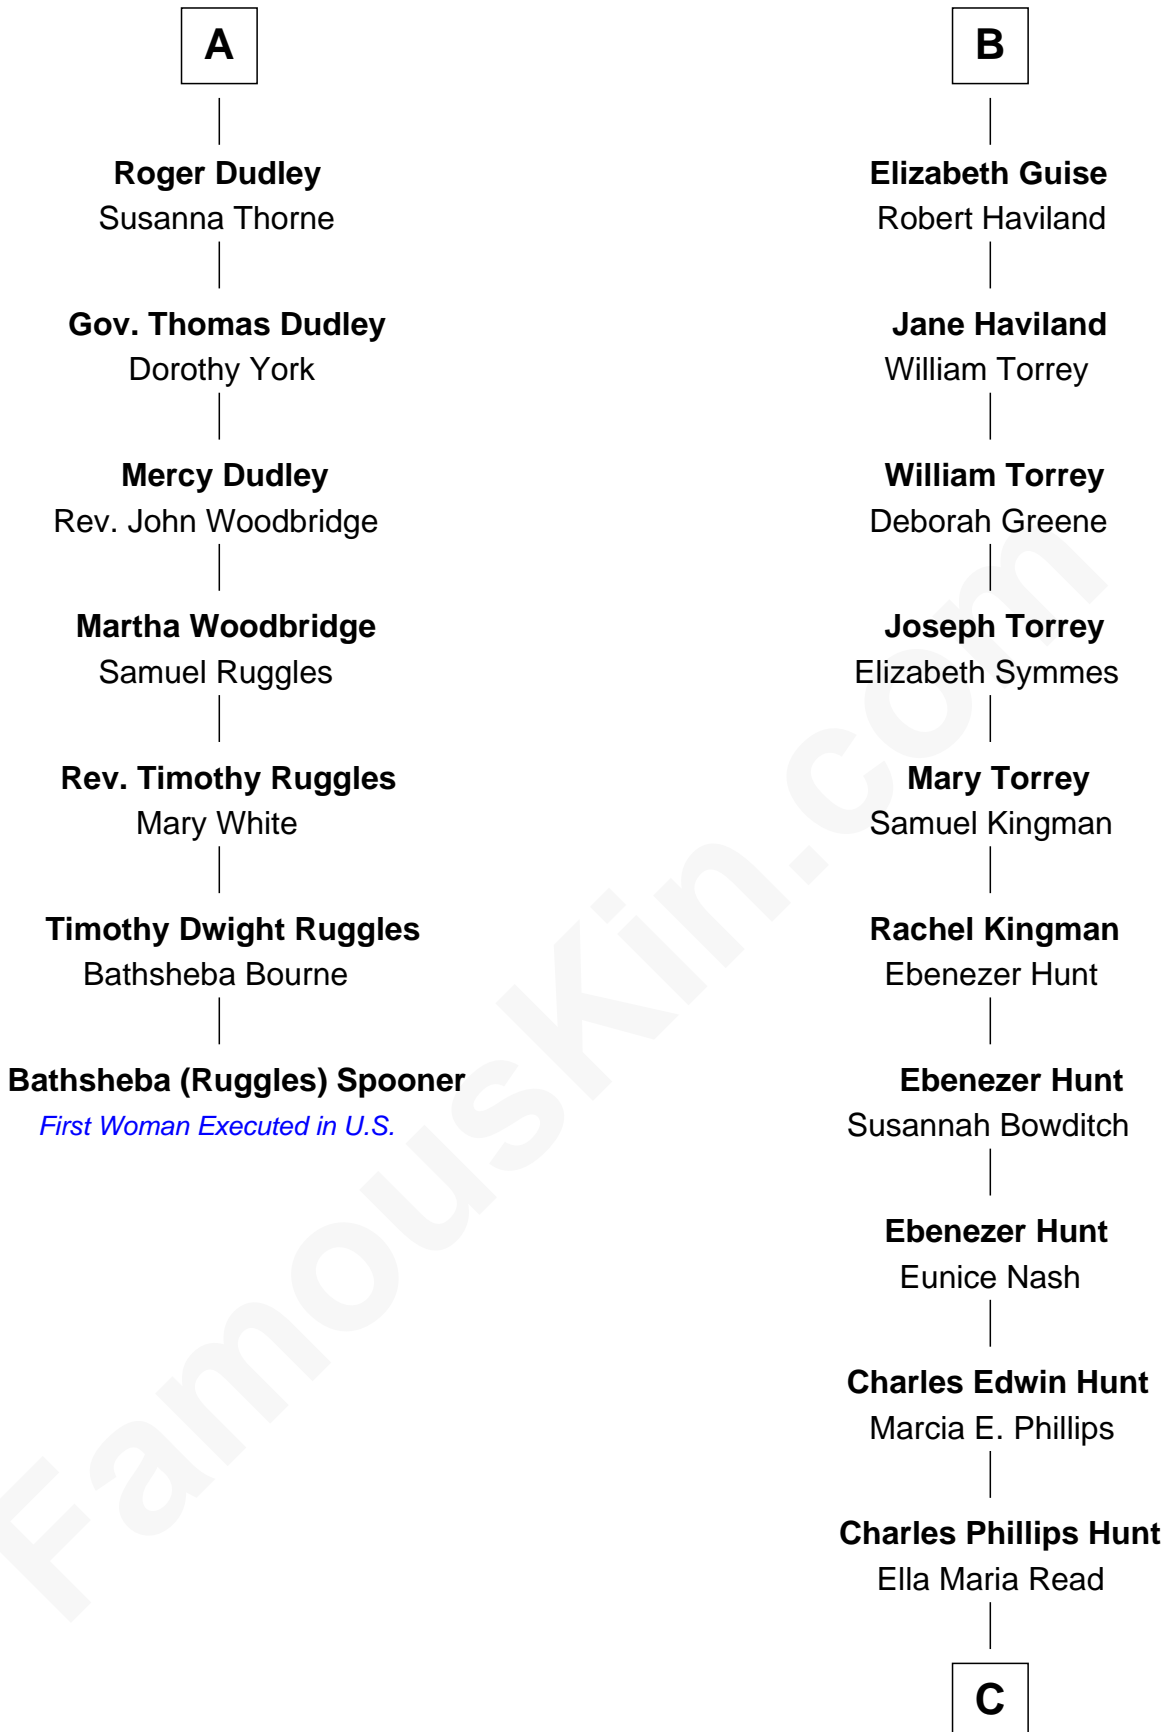 A
Roger Dudley
Susanna Thorne
Gov. Thomas Dudley
Dorothy York
Mercy Dudley
Rev. John Woodbridge
Martha Woodbridge
Samuel Ruggles
Rev. Timothy Ruggles
Mary White
Timothy Dwight Ruggles
Bathsheba Bourne
Bathsheba (Ruggles) Spooner
First Woman Executed in U.S.
B
Elizabeth Guise
Robert Haviland
Jane Haviland
William Torrey
William Torrey
Deborah Greene
Joseph Torrey
Elizabeth Symmes
Mary Torrey
Samuel Kingman
Rachel Kingman
Ebenezer Hunt
Ebenezer Hunt
Susannah Bowditch
Ebenezer Hunt
Eunice Nash
Charles Edwin Hunt
Marcia E. Phillips
Charles Phillips Hunt
Ella Maria Read
C
FamousKin.com